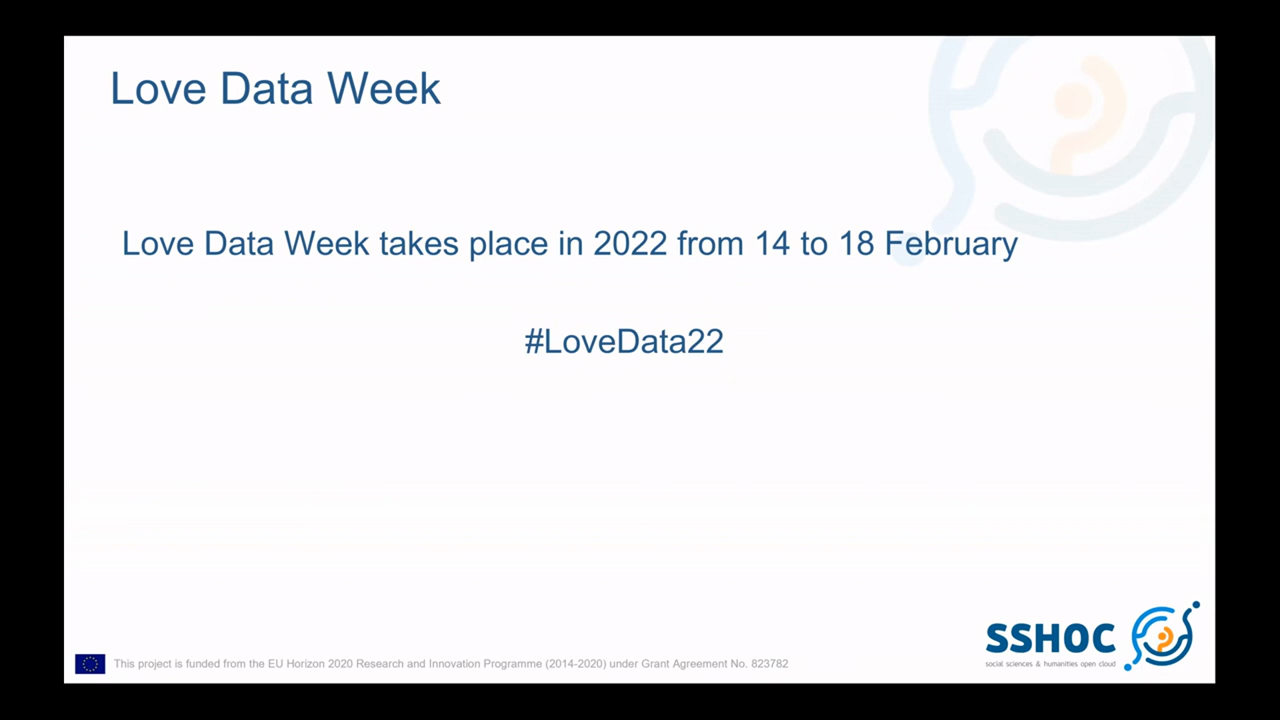 Love Data Week
Love Data Week takes place in 2022 from 14 to 18 February
#LoveData22
SSHOC
social sciences & humanities open cloud
This project is funded from the EU Horizon 2020 Research and Innovation Programme (2014-2020) under Grant Agreement No. 823782